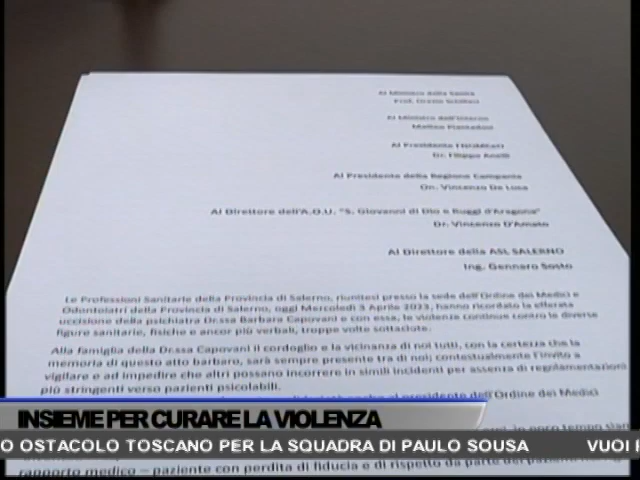 Al Ministro della Salute
Prof. Orazio Schillaci
Al Ministro dell'Interno
Matteo Piantedosi
Al Presidente FNOMCeO
Dr. Filippo Anelli
Al Presidente della Regione Campania
On. Vincenzo De Luca
Al Direttore dell'A.O.U. "S. Giovanni di Dio e Ruggi d'Aragona"
Dr. Vincenzo D'Amato
Al Direttore della ASL SALERNO
Ing. Gennaro Sosto
Le Professioni Sanitarie della Provincia di Salerno, riunitesi presso la sede dell'Ordine dei Medici e
Odontoiatri della Provincia di Salerno, oggi Mercoledì 3 Aprile 2023, hanno ricordato la efferata
uccisione della psichiatra Dr.ssa Barbara Capovani e con essa, le violenze continue contro le diverse
figure sanitarie, fisiche e ancor più verbali, troppe volte sottaciute.
Alla famiglia della Dr.ssa Capovani il cordoglio e la vicinanza di noi tutti, con la certezza che la
memoria di questo atto barbaro, sarà sempre presente tra di noi; contestualmente l'invito a
vigilare e ad impedire che altri possano incorrere in simili incidenti per assenza di regolamentazioni
più stringenti verso pazienti psicolabili.
presidente dell'Ordine dei Medici
INSIEME PER CURARE LA VIOLENZA
in poco tempo sian
O OSTACOLO TOSCANO PER LA SQUADRA DI PAULO SOUSA VUOI
rapporto medico – paziente con perdita di fiducia e di rispetto da parte